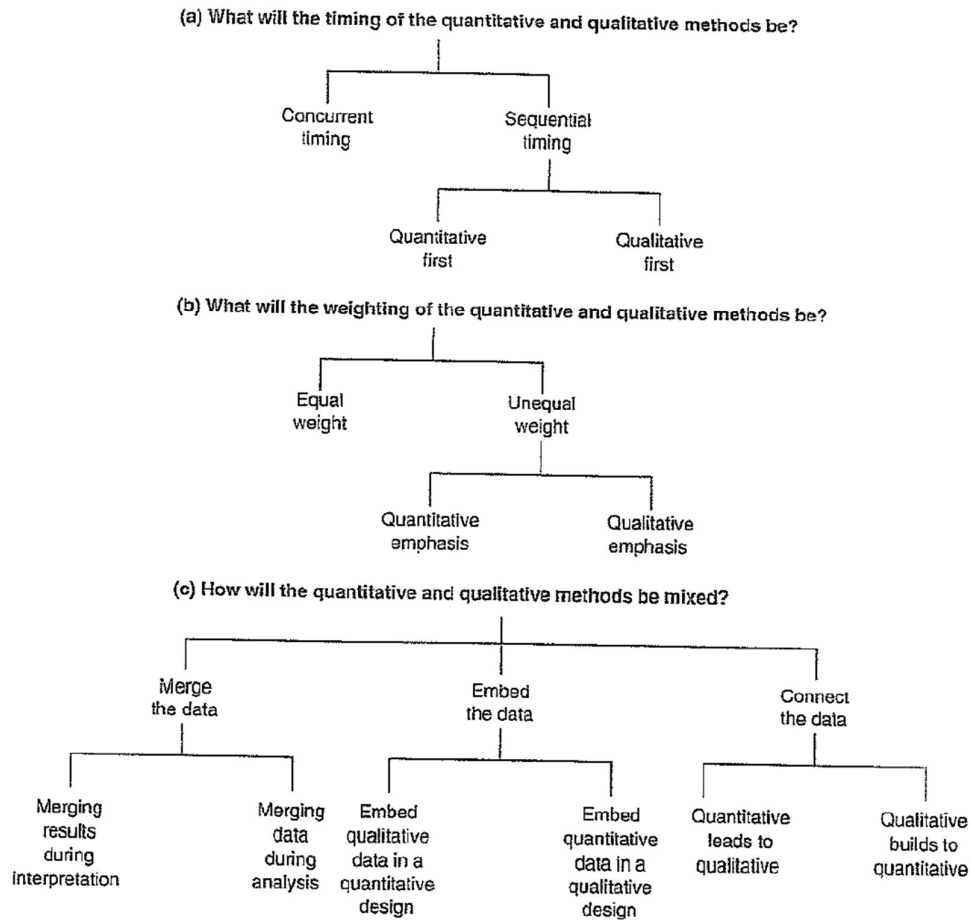 (a) What will the timing of the quantitative and qualitative methods be?
Concurrent
timing
Sequential
timing
Quantitative
first
Qualitative
first
(b) What will the weighting of the quantitative and qualitative methods be?
Equal
weight
Unequal
weight
Quantitative
emphasis
Qualitative
emphasis
(c) How will the quantitative and qualitative methods be mixed?
Merge
the data
Embed
the data
Connect
the data
Merging
results
during
interpretation
Merging
data
during
analysis
Embed
qualitative
data in a
quantitative
design
Embed
quantitative
data in a
qualitative
design
Quantitative
leads to
qualitative
Qualitative
builds to
quantitative